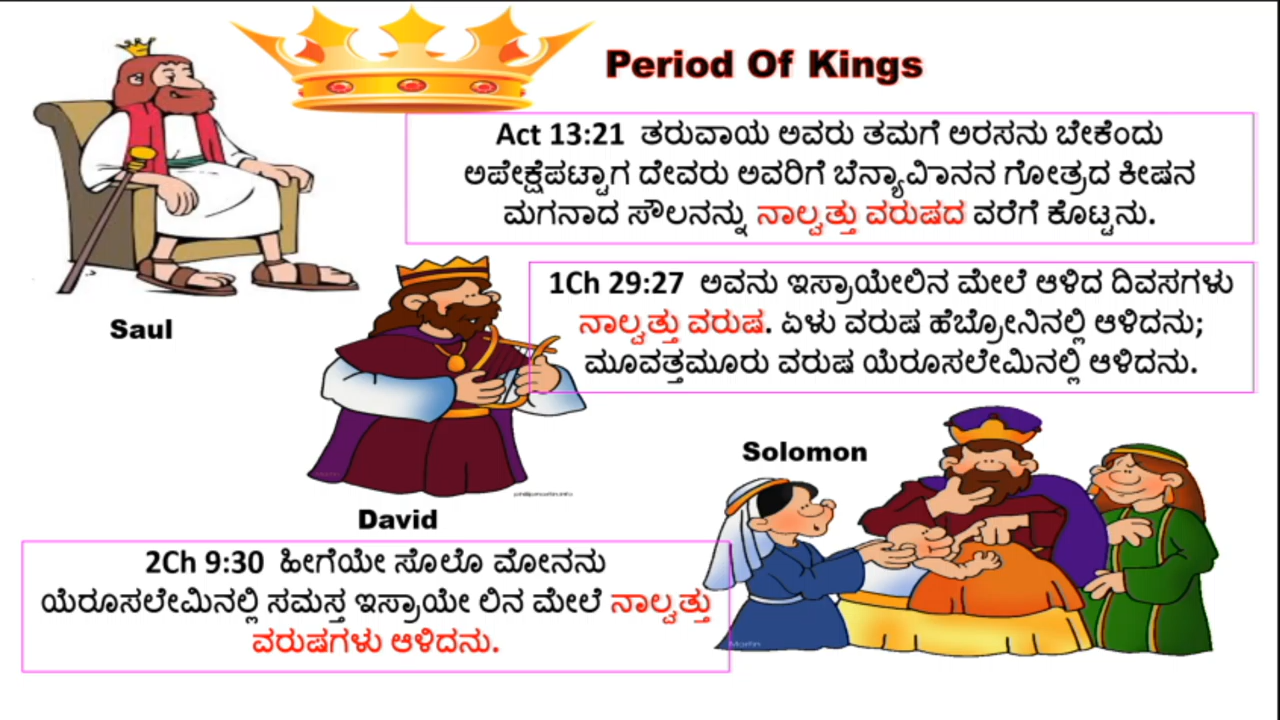 Period Of Kings
Act 13:21 ತರುವಾಯ ಅವರು ತಮಗೆ ಅರಸನು ಬೇಕೆಂದು
ಅಪೇಕ್ಷೆಪಟ್ಟಾಗ ದೇವರು ಅವರಿಗೆ ಬೆನ್ಯಾವಿಾನನ ಗೋತ್ರದ ಕೀಷನ
ಮಗನಾದ ಸೌಲನನ್ನು ನಾಲ್ವತ್ತು ವರುಷದ ವರೆಗೆ ಕೊಟ್ಟನು.
1Ch 29:27 ಅವನು ಇಸ್ರಾಯೇಲಿನ ಮೇಲೆ ಆಳಿದ ದಿವಸಗಳು
ನಾಲ್ವತ್ತು ವರುಷ. ಏಳು ವರುಷ ಹೆಬ್ರೋನಿನಲ್ಲಿ ಆಳಿದನು;
ಮೂವತ್ತಮೂರು ವರುಷ ಯೆರೂಸಲೇಮಿನಲ್ಲಿ ಆಳಿದನು.
Saul
Solomon
David
2Ch 9:30 ಹೀಗೆಯೇ ಸೊಲೊ ಮೋನನು
ಯೆರೂಸಲೇಮಿನಲ್ಲಿ ಸಮಸ್ತ ಇಸ್ರಾಯೇ ಲಿನ ಮೇಲೆ ನಾಲ್ವತ್ತು
ವರುಷಗಳು ಆಳಿದನು.